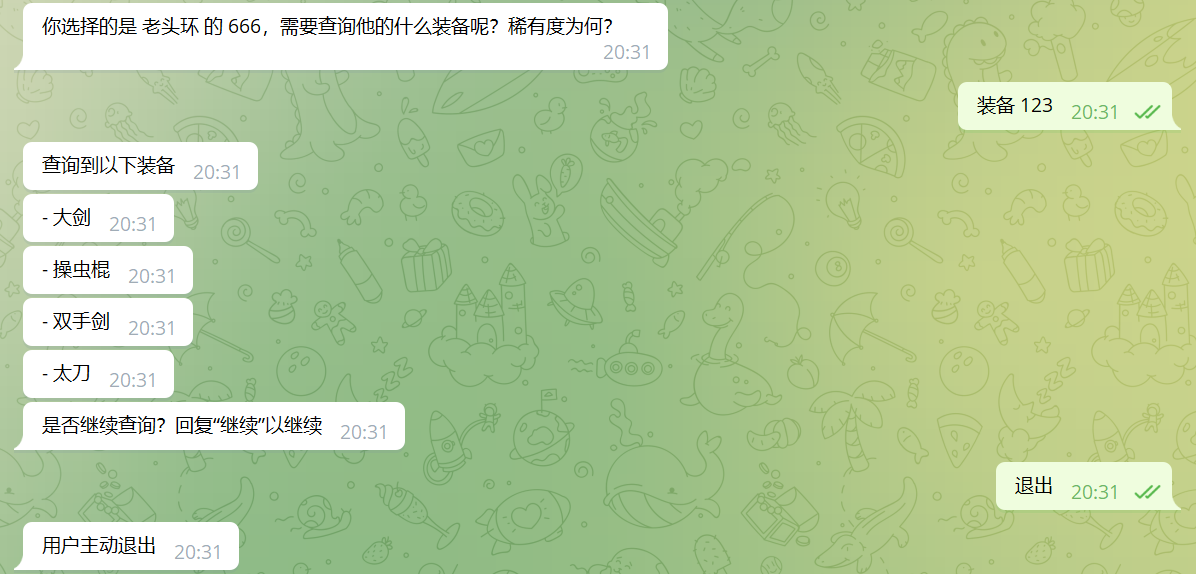 你选择的是 老头环 的 666，需要查询他的什么装备呢？稀有度为何？
20:31
装备 123 20:31
查询到以下装备 20:31
- 大剑 20:31
- 操虫棍 20:31
- 双手剑 20:31
- 太刀 20:31
是否继续查询？回复“继续”以继续 20:31
退出 20:31
用户主动退出 20:31